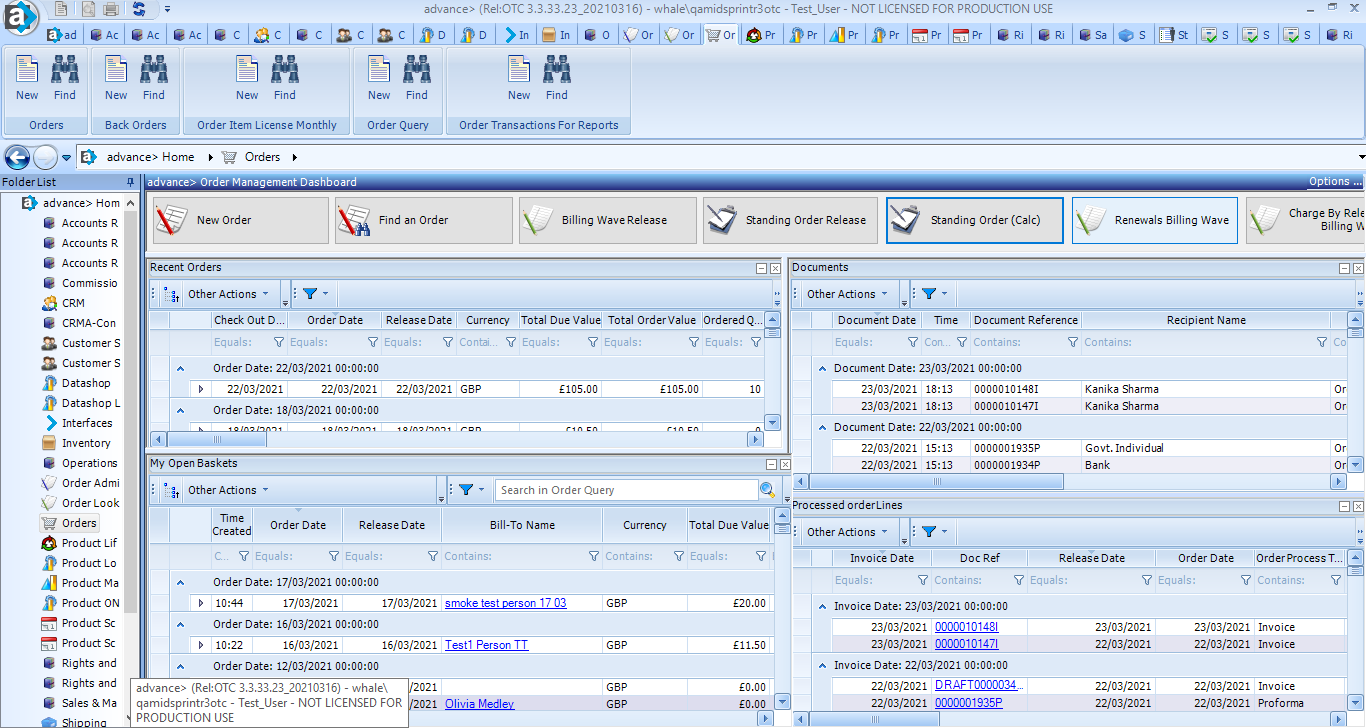 advance> (Rel:OTC 3.3.33.23_20210316) - whale\qamidsprintr3otc - Test_User - NOT LICENSED FOR PRODUCTION USE
ad Ac Ac Ac C C C C C D D In In O Or Or Or Pr Pr Pr Pr Pr Pr Ri Ri Sa S St S S S Ri
New Find New Find New Find New Find New Find
Orders Back Orders Order Item License Monthly Order Query Order Transactions For Reports
advance> Home Orders
Folder List
advance> Hom
Accounts R
Accounts R
Accounts R
Commissio
CRM
CRMA-Con
Customer S
Customer S
Datashop
Datashop L
Interfaces
Inventory
Operations
Order Admi
Order Look
Orders
Product Lif
Product Lo
Product Ma
Product ON
Product Sc
Product Sc
Rights and
Rights and
Sales & Ma
Shipping
advance> Order Management Dashboard Options ...
New Order Find an Order Billing Wave Release Standing Order Release Standing Order (Calc) Renewals Billing Wave Charge By Rele
Billing W
Recent Orders
Other Actions
Check Out D... Order Date Release Date Currency Total Due Value Total Order Value Ordered Q...
Equals: Equals: Equals: Contai... Equals: Equals: Equals:
Order Date: 22/03/2021 00:00:00
22/03/2021 22/03/2021 22/03/2021 GBP £105.00 £105.00 10
Order Date: 18/03/2021 00:00:00
18/03/2021 18/03/2021 18/03/2021 GBP £10.50 £10.50
My Open Baskets
Other Actions Search in Order Query
Time Created Order Date Release Date Bill-To Name Currency Total Due Value
C... Equals: Equals: Contains: Contains: Equals:
Order Date: 17/03/2021 00:00:00
10:44 17/03/2021 17/03/2021 smoke test person 17 03 GBP £20.00
Order Date: 16/03/2021 00:00:00
10:22 16/03/2021 16/03/2021 Test1 Person TT GBP £11.50
Order Date: 12/03/2021 00:00:00
/2021 GBP £0.00
/2021 Olivia Medley GBP £0.00
advance> (Rel:OTC 3.3.33.23_20210316) - whale\
qamidsprintr3otc - Test_User - NOT LICENSED FOR
PRODUCTION USE
Documents
Other Actions
Document Date Time Document Reference Recipient Name
Equals: Con... Contains: Contains: Co
Document Date: 23/03/2021 00:00:00
23/03/2021 18:13 0000010148I Kanika Sharma Or
23/03/2021 18:13 0000010147I Kanika Sharma Or
Document Date: 22/03/2021 00:00:00
22/03/2021 15:13 0000001935P Govt. Individual Or
22/03/2021 15:13 0000001934P Bank Or
Processed orderLines
Other Actions
Invoice Date Doc Ref Release Date Order Date OrderProcess T...
Equals: Contains: Equals: Equals: Contains:
Invoice Date: 23/03/2021 00:00:00
23/03/2021 0000010148I 23/03/2021 23/03/2021 Invoice
23/03/2021 0000010147I 23/03/2021 23/03/2021 Invoice
Invoice Date: 22/03/2021 00:00:00
22/03/2021 DRAFT0000034... 22/03/2021 22/03/2021 Invoice
22/03/2021 0000001935P 22/03/2021 22/03/2021 Proforma